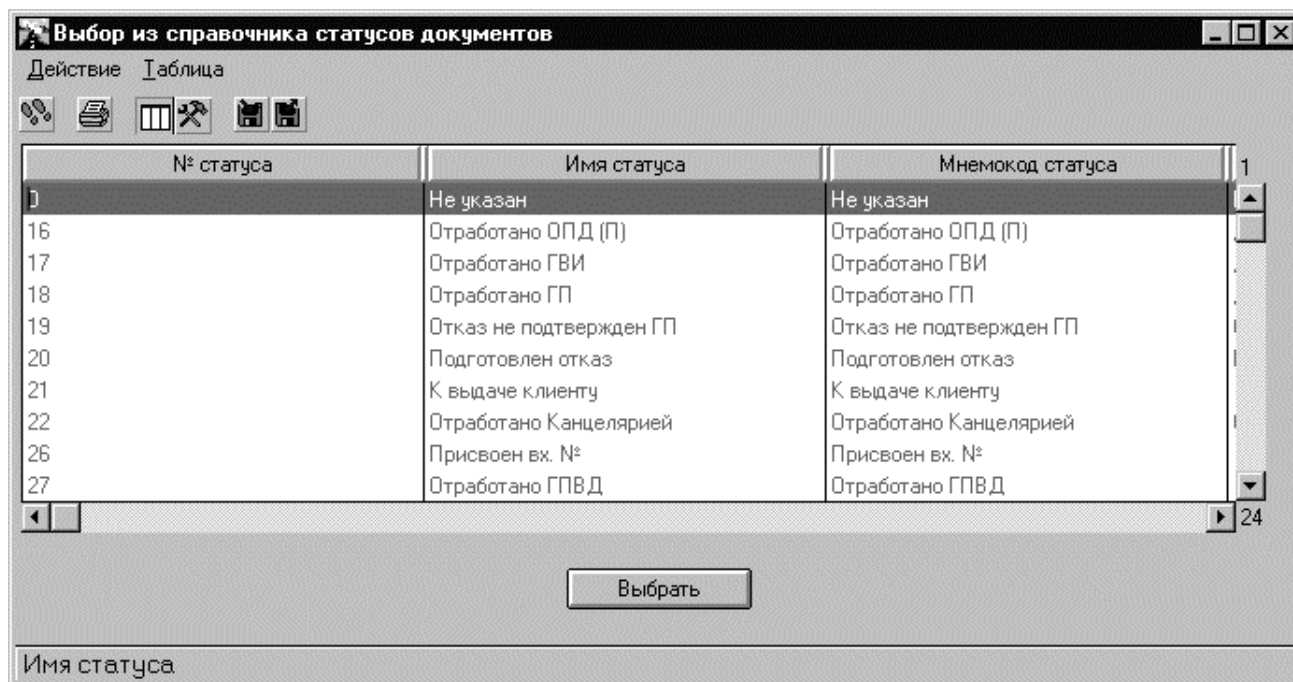 Выбор из справочника статусов документов
Действие Таблица
№ статуса Имя статуса Мнемокод статуса 1
0 Не указан Не указан
16 Отработано ОПД (П) Отработано ОПД (П)
17 Отработано ГВИ Отработано ГВИ
18 Отработано ГП Отработано ГП
19 Отказ не подтвержден ГП Отказ не подтвержден ГП
20 Подготовлен отказ Подготовлен отказ
21 К выдаче клиенту К выдаче клиенту
22 Отработано Канцелярией Отработано Канцелярией
26 Присвоен вх. № Присвоен вх. №
27 Отработано ГПВД Отработано ГПВД
24
Выбрать
Имя статуса